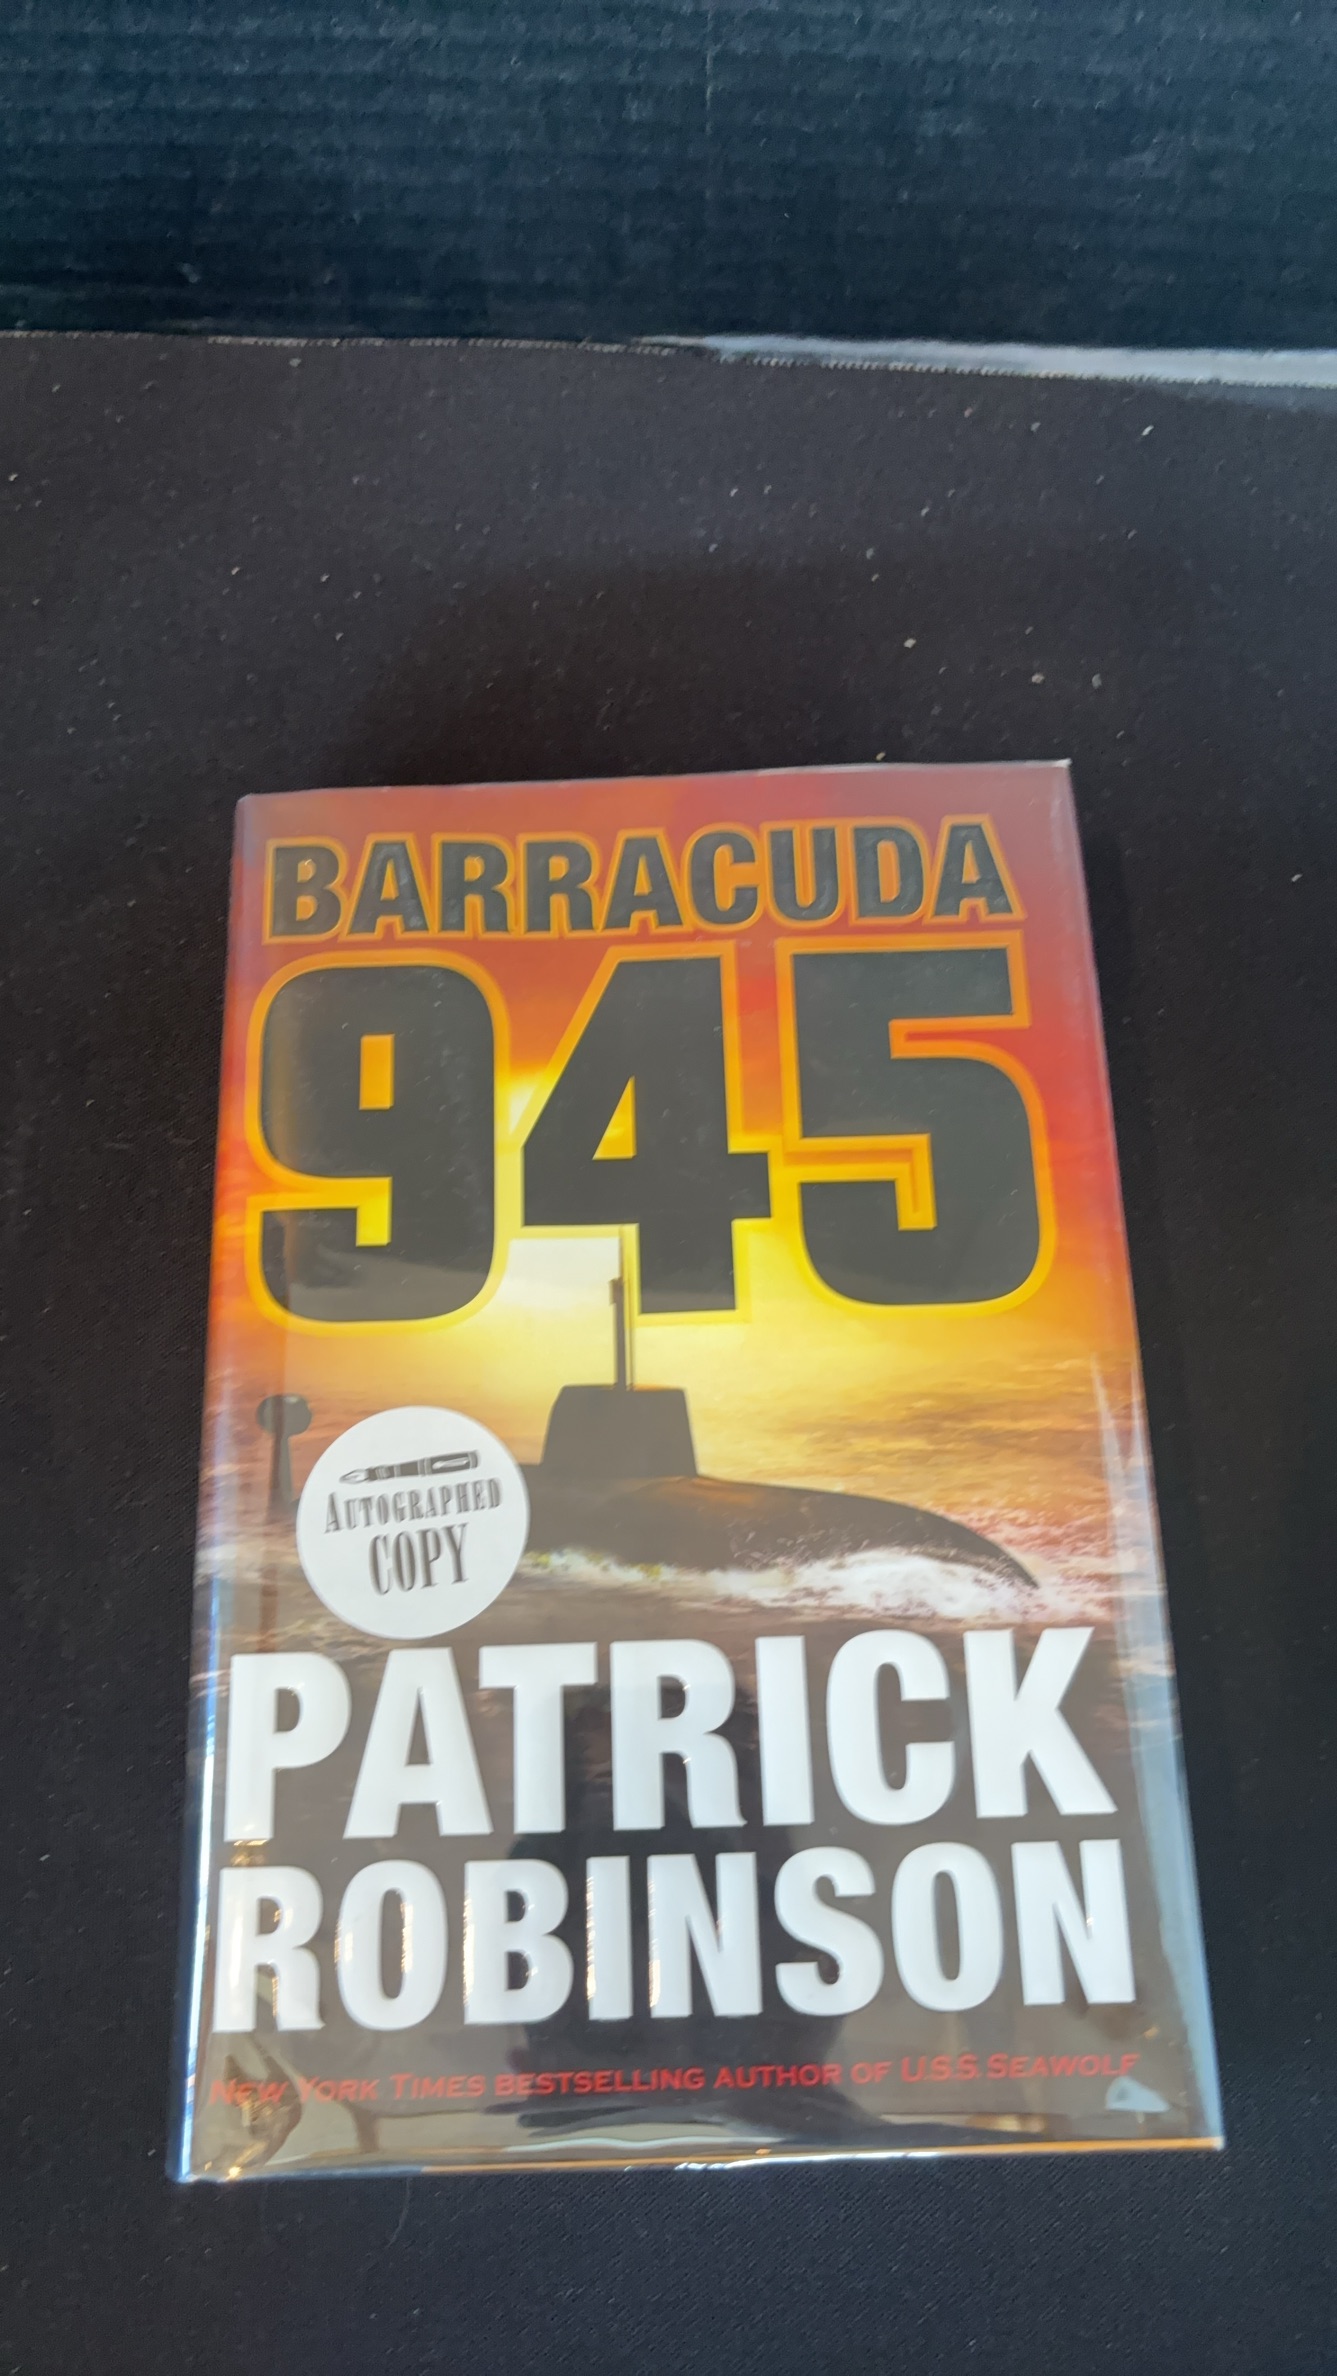 BARRACUDA
945
AUTOGRAPHED
COPY
PATRICK
ROBINSON
NEW YORK TIMES BESTSELLING AUTHOR OF U.S.S. SEAWOLF